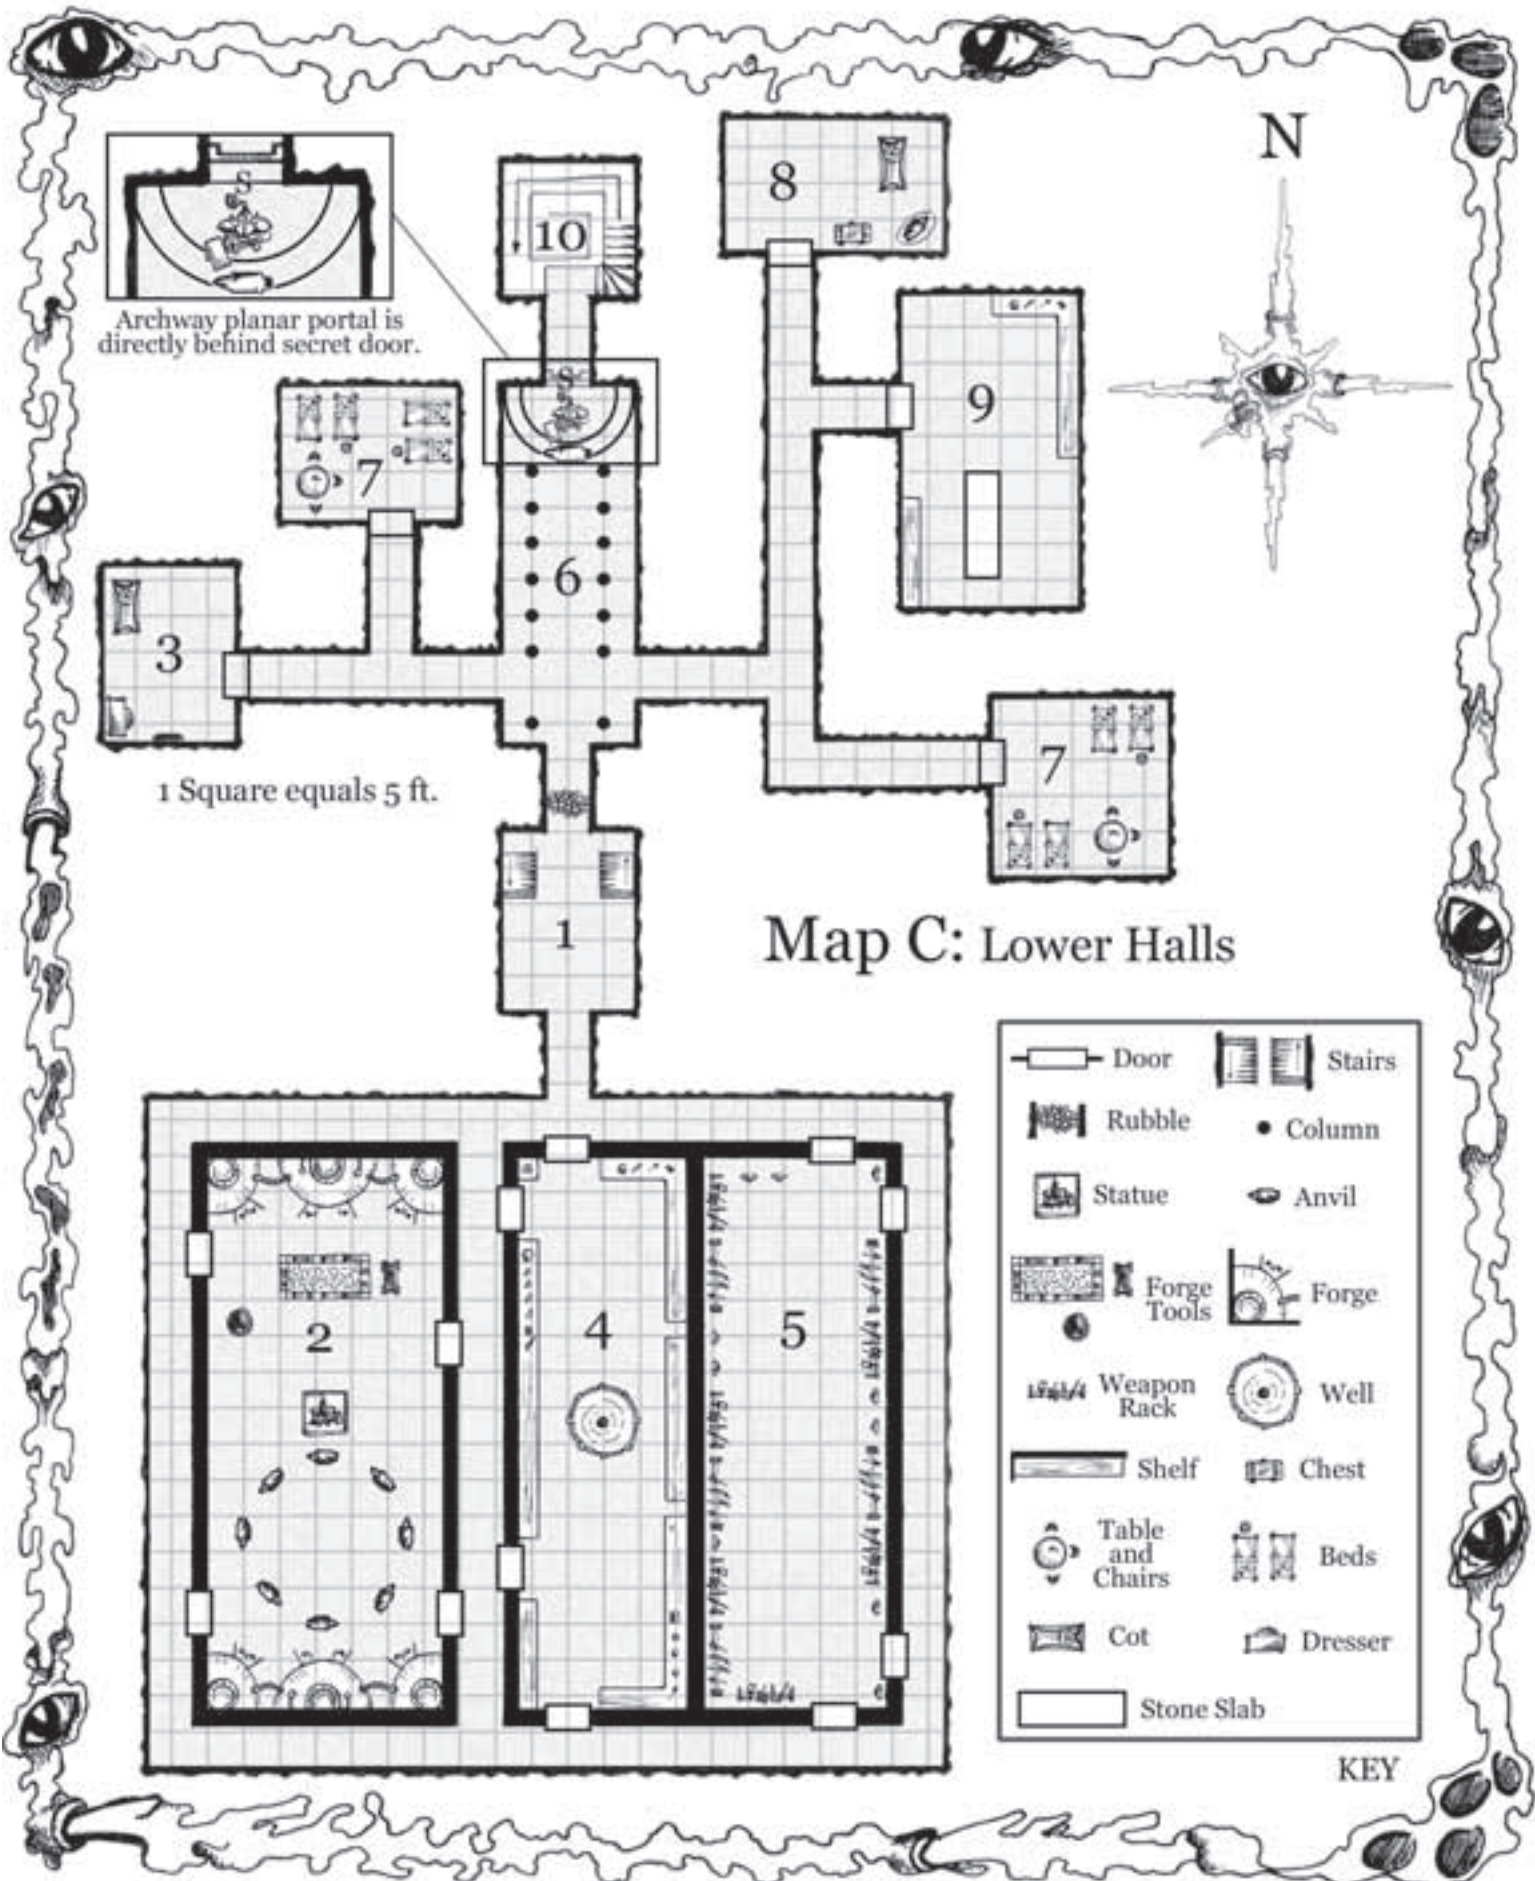 N
8
10
Archway planar portal is
directly behind secret door.
S
S
9
7
6
3
7
1 Square equals 5 ft.
1
Map C: Lower Halls
Door
Stairs
Rubble
Column
Statue
Anvil
Forge
Tools
Forge
Weapon
Rack
Well
Shelf
Chest
Table
and
Chairs
Beds
Cot
Dresser
Stone Slab
KEY
2
4
5